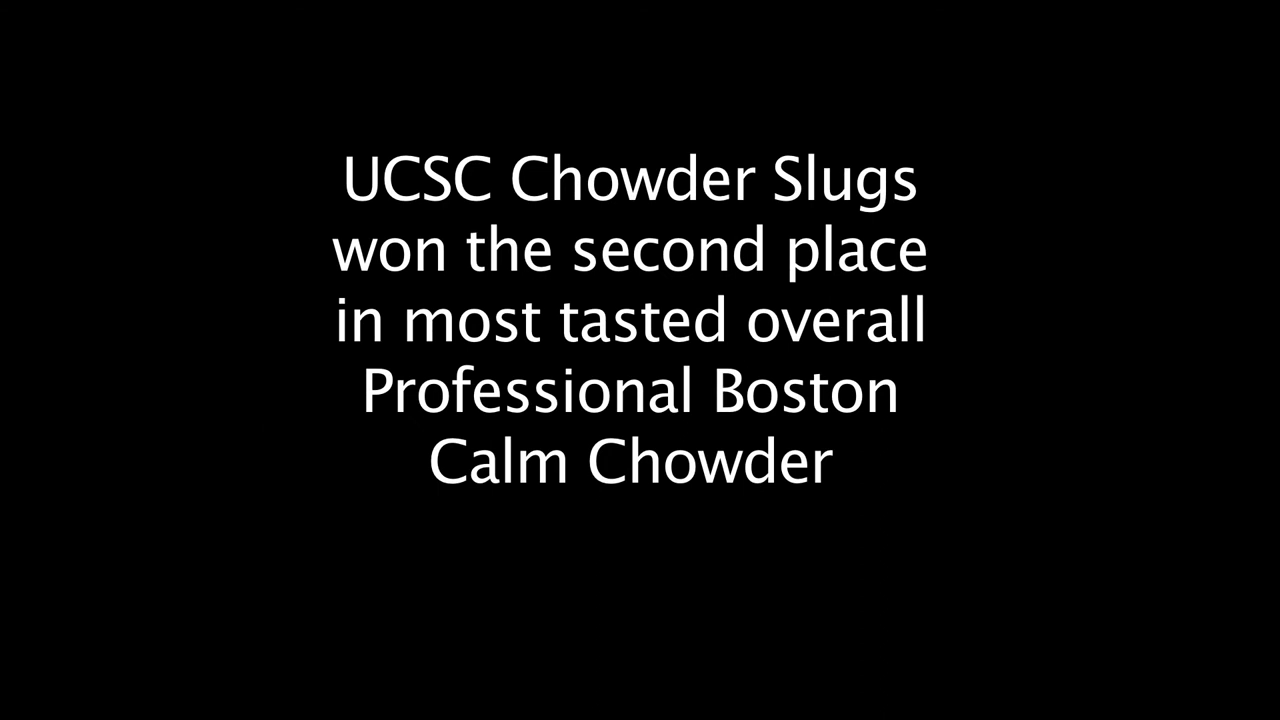 UCSC Chowder Slugs
won the second place
in most tasted overall
Professional Boston
Calm Chowder